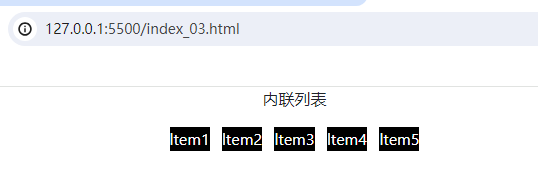 127.0.0.1:5500/index_03.html
内联列表
Item1 Item2 Item3 Item4 Item5